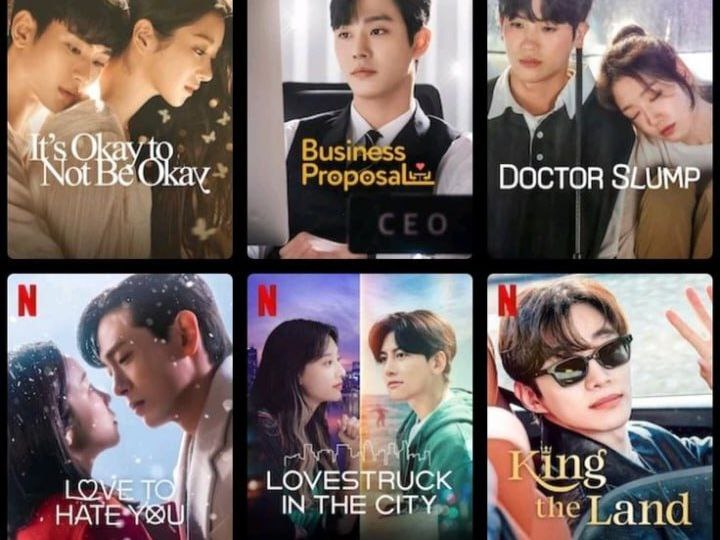 It's Okay to
Not Be Okay
Business
Proposal
CEO
DOCTOR SLUMP
N
LOVE TO
HATE YOU
N
LOVESTRUCK
IN THE CITY
N
King
the Land